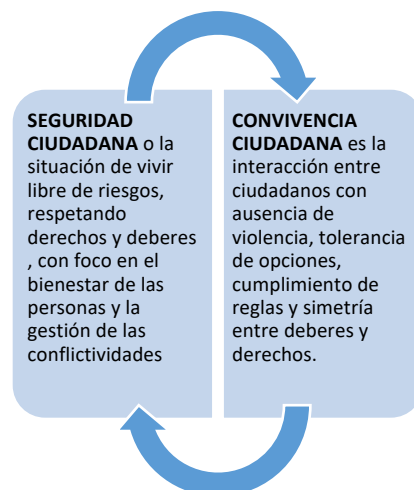 SEGURIDAD
CIUDADANA o la
situación de vivir
libre de riesgos,
respetando
derechos y deberes
, con foco en el
bienestar de las
personas y la
gestión de las
conflictividades
CONVIVENCIA
CIUDADANA es la
interacción entre
ciudadanos con
ausencia de
violencia, tolerancia
de opciones,
cumplimiento de
reglas y simetría
entre deberes y
derechos.